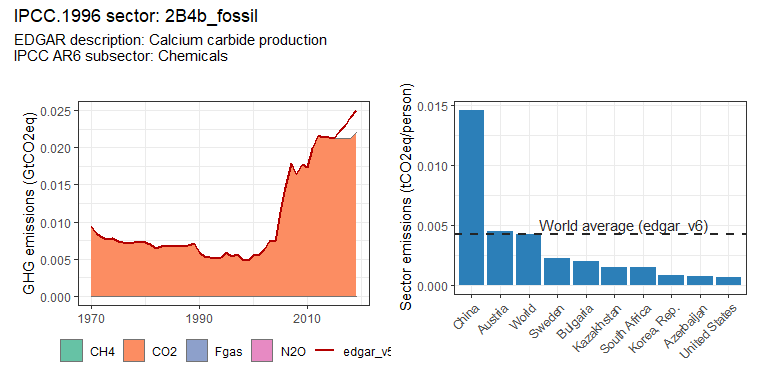 IPCC.1996 sector: 2B4b_fossil
EDGAR description: Calcium carbide production
IPCC AR6 subsector: Chemicals
GHG emissions (GtCO2eq)
0.025
0.020
0.015
0.010
0.005
0.000
1970
1990
2010
CH4
CO2
Fgas
N2O
edgar_v5
Sector emissions (tCO2eq/person)
0.015
0.010
0.005
0.000
World average (edgar_v6)
China
Austria
World
Sweden
Bulgaria
Kazakhstan
South Africa
Korea, Rep.
Azerbaijan
United States